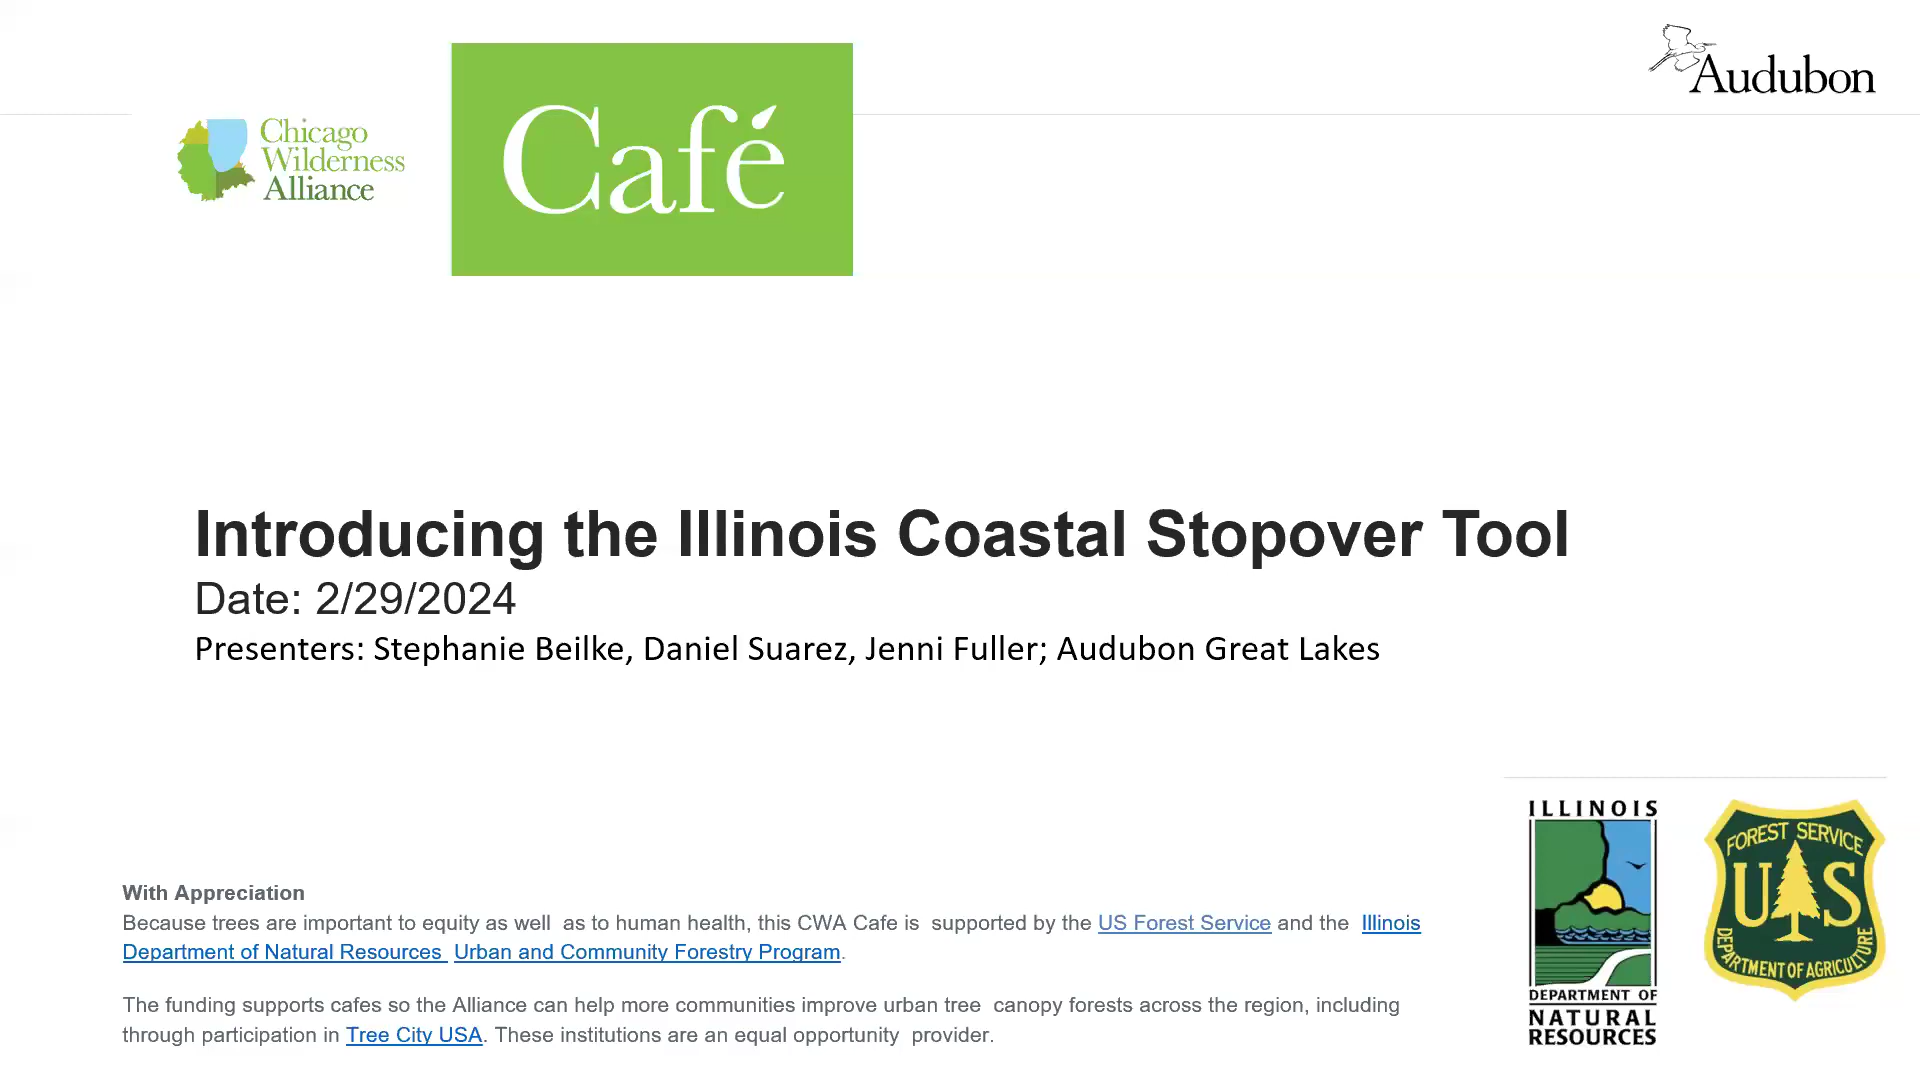 Audubon
Chicago
Wilderness
Alliance
Café
Introducing the Illinois Coastal Stopover Tool
Date: 2/29/2024
Presenters: Stephanie Beilke, Daniel Suarez, Jenni Fuller; Audubon Great Lakes
With Appreciation
Because trees are important to equity as well as to human health, this CWA Cafe is supported by the US Forest Service and the Illinois
Department of Natural Resources Urban and Community Forestry Program.
The funding supports cafes so the Alliance can help more communities improve urban tree canopy forests across the region, including
through participation in Tree City USA. These institutions are an equal opportunity provider.
ILLINOIS
DEPARTMENT OF
NATURAL
RESOURCES
FOREST SERVICE
U S
DEPARTMENT OF AGRICULTURE